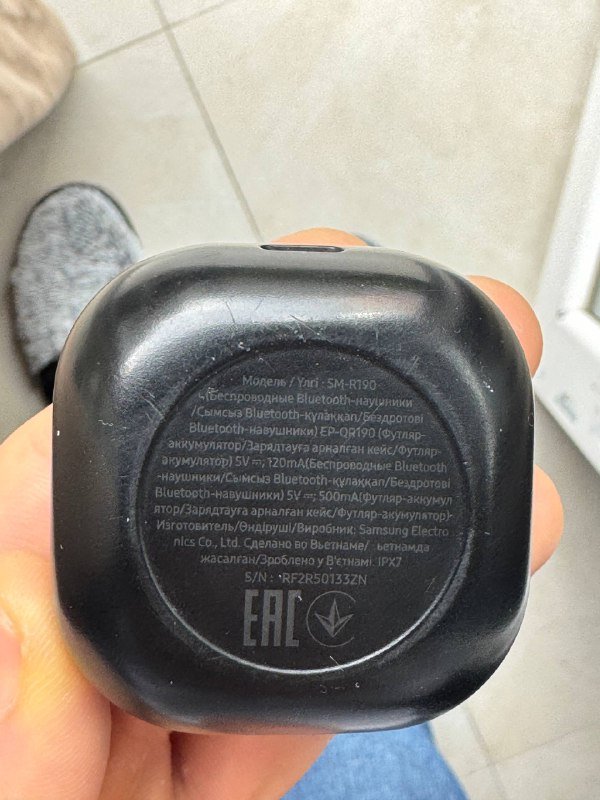 Модель / Үлгі : SM-R190
(Беспроводные Bluetooth-наушники
/Сымсыз Bluetooth-құлаққап/Бездротові
Bluetooth-навушники) EP-QR190 (Футляр-
аккумулятор/Зарядтауға арналған кейс/Футляр-
акумулятор) 5V ⎓, 120mA(Беспроводные Bluetooth
-наушники/Сымсыз Bluetooth-құлаққап/Бездротові
Bluetooth-навушники) 5V ⎓; 500mA(Футляр-аккумул
ятор/Зарядтауға арналған кейс/Футляр-акумулятор)
Изготовитель/Өндіруші/Виробник: Samsung Electro
nics Co., Ltd. Сделано во Вьетнаме/ ьетнамда
жасалған/Зроблено у В'єтнамі. IPX7
S/N : RF2R50133ZN
EAC